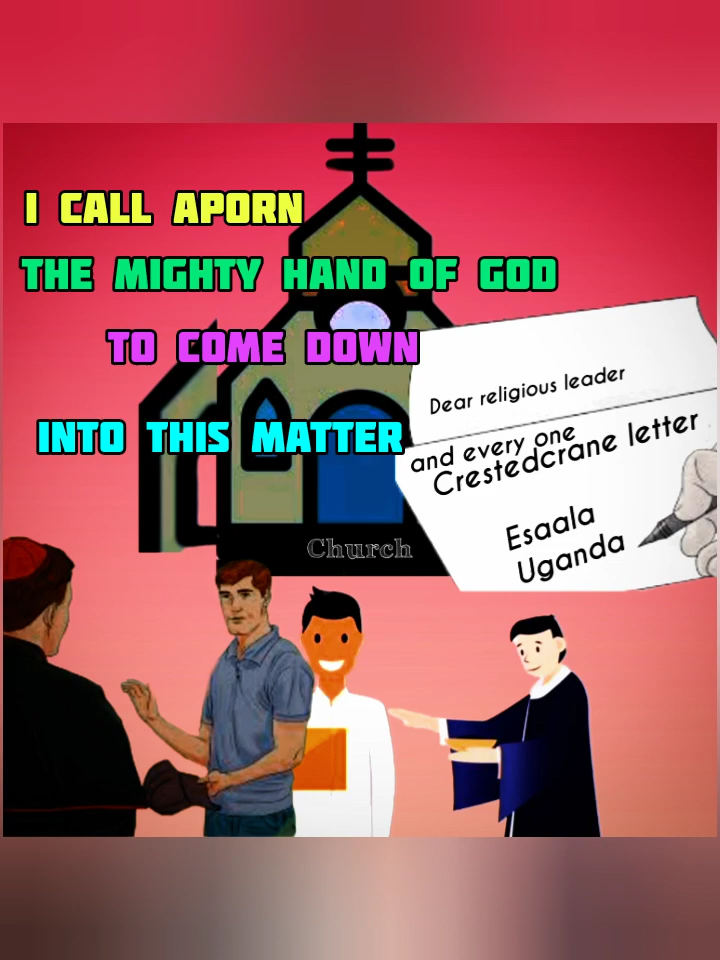 I CALL APORN
THE MIGHTY HAND OF GOD
TO COME DOWN
INTO THIS MATTER
Dear religious leader
and every one
Crestedcrane letter
Esaala
Uganda
Church